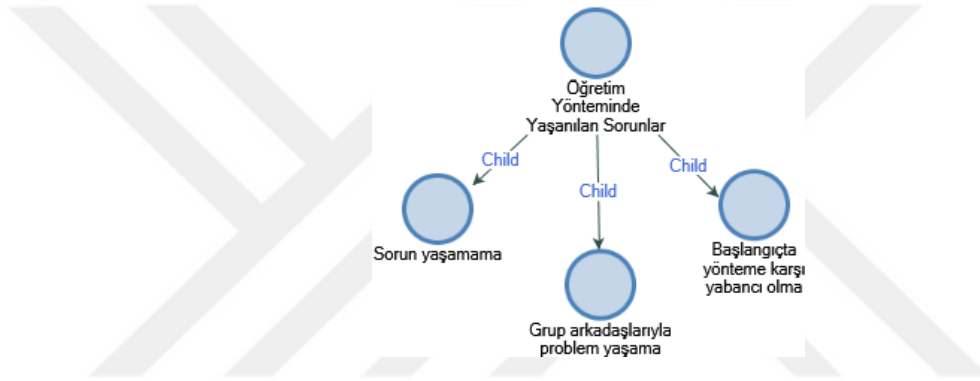 Öğretim
Yönteminde
Yaşanılan Sorunlar
Child
Child
Child
Sorun yaşamama
Başlangıçta
yönteme karşı
yabancı olma
Grup arkadaşlarıyla
problem yaşama